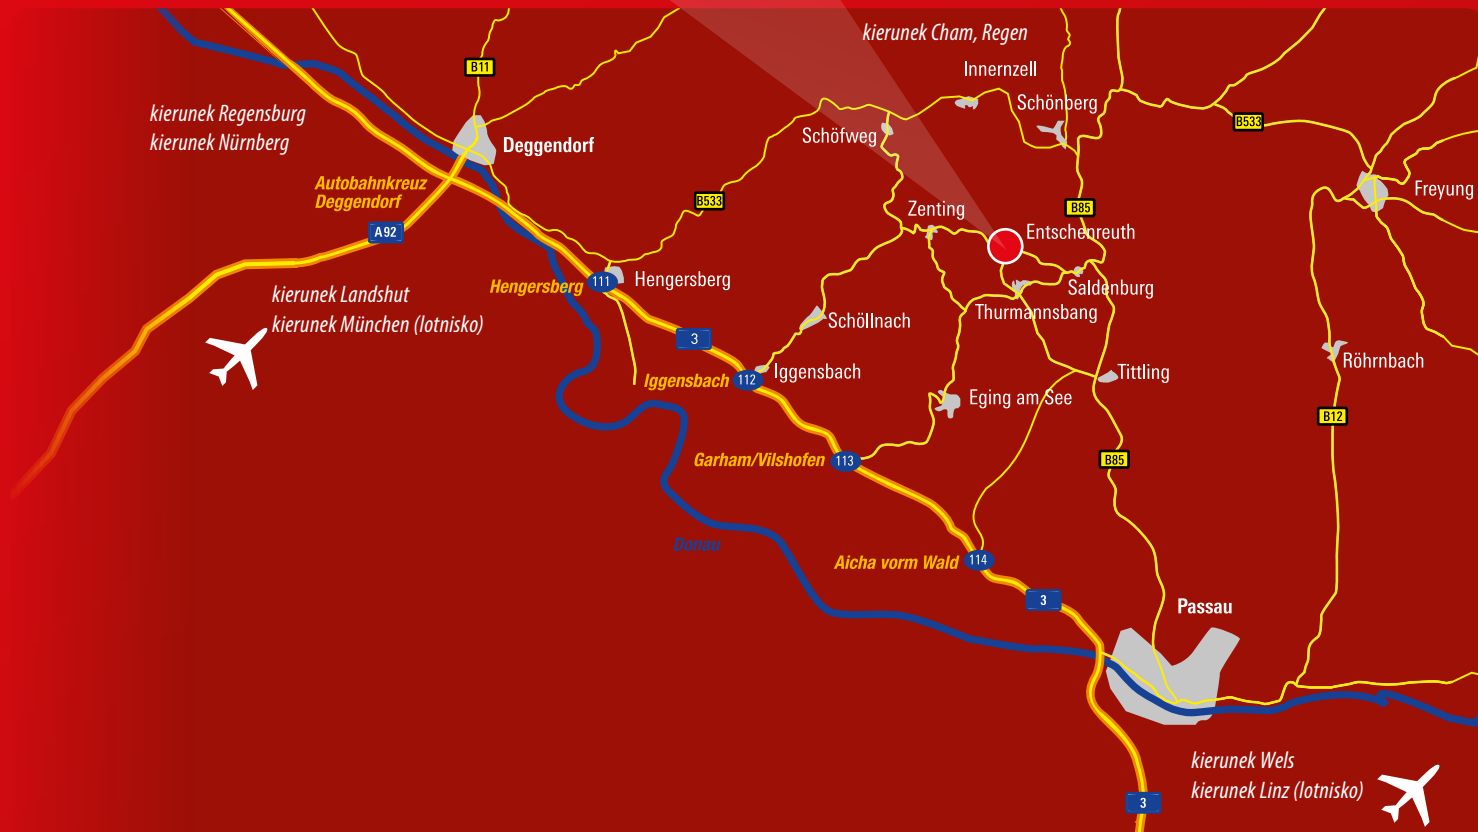 kierunek Cham, Regen
B11
Innernzell
Schönberg
kierunek Regensburg
kierunek Nürnberg
Deggendorf
Schöfweg
B533
Autobahnkreuz
Deggendorf
Freyung
B533
B85
Zenting
A92
Entschenreuth
Hengersberg
111
Hengersberg
Saldenburg
kierunek Landshut
kierunek München (lotnisko)
Thurmannsbang
Schöllnach
3
Röhrnbach
Iggensbach
112
Iggensbach
Tittling
Eging am See
B12
Garham/Vilshofen
113
B85
Donau
Aicha vorm Wald
114
3
Passau
kierunek Wels
kierunek Linz (lotnisko)
3